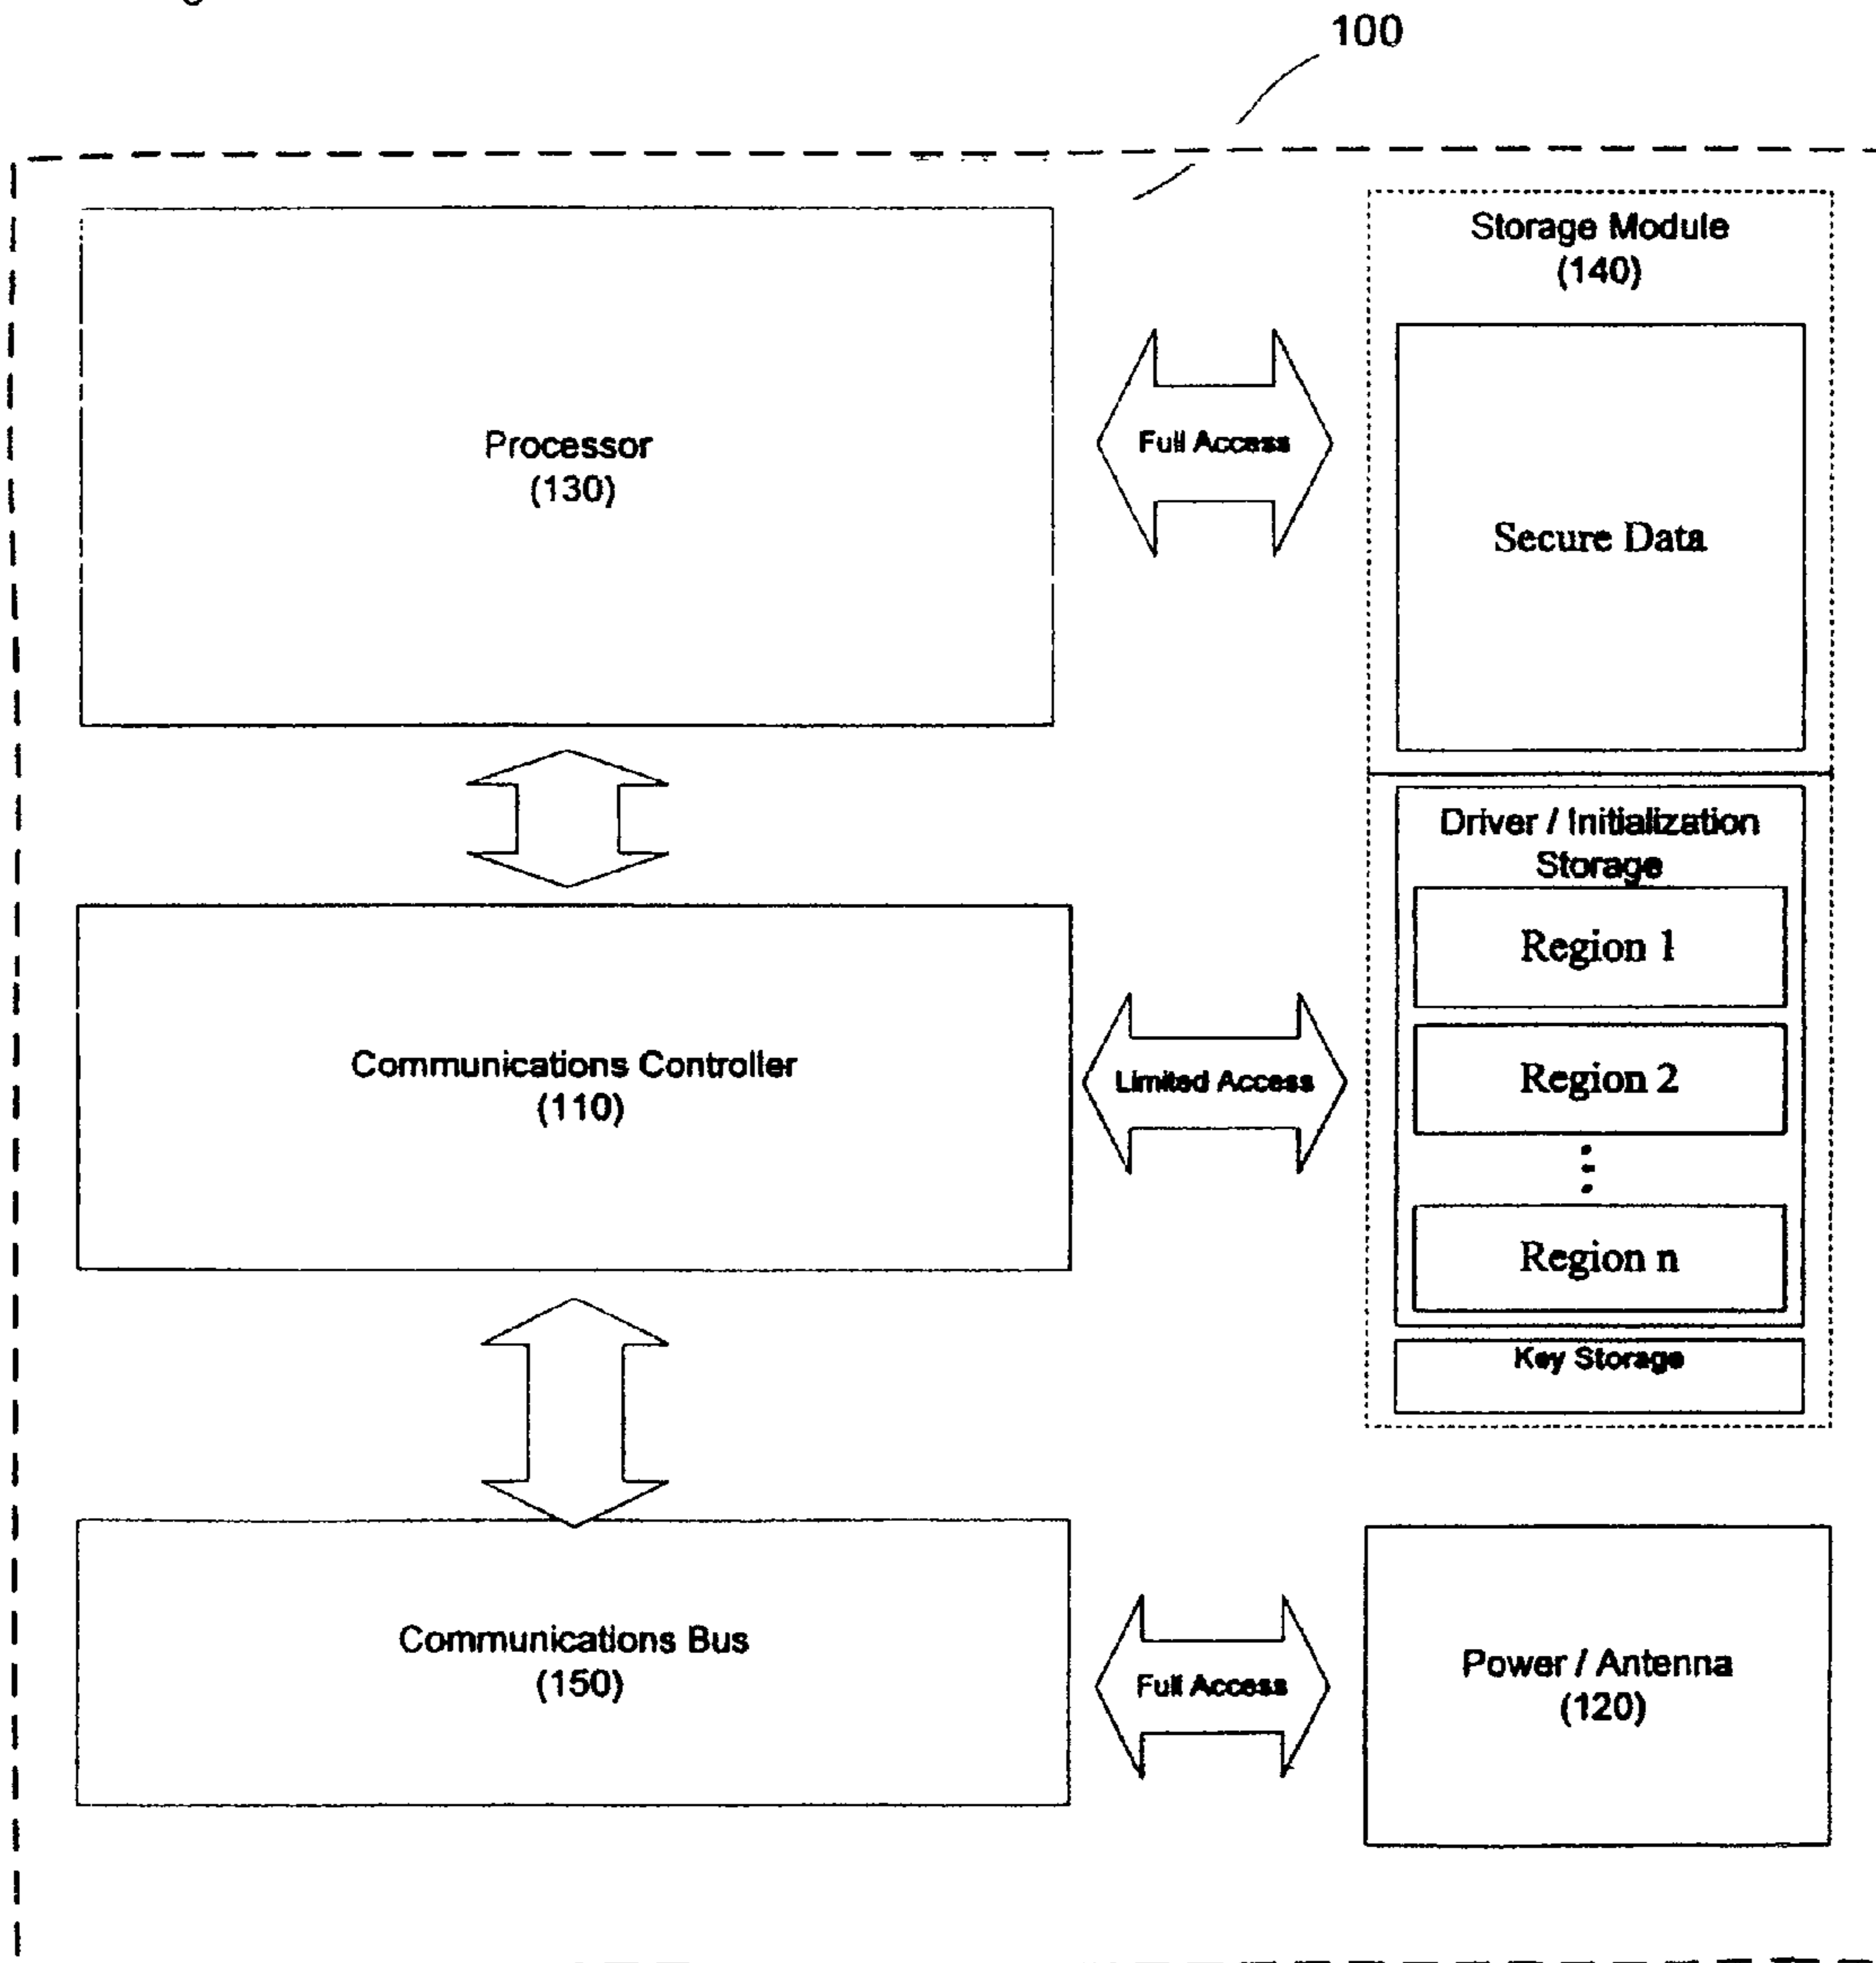 100
Storage Module
(140)
Processor
(130)
Full Access
Secure Data
Driver / Initialization
Storage
Region 1
Communications Controller
(110)
Limited Access
Region 2
Region n
Key Storage
Communications Bus
(150)
Full Access
Power / Antenna
(120)